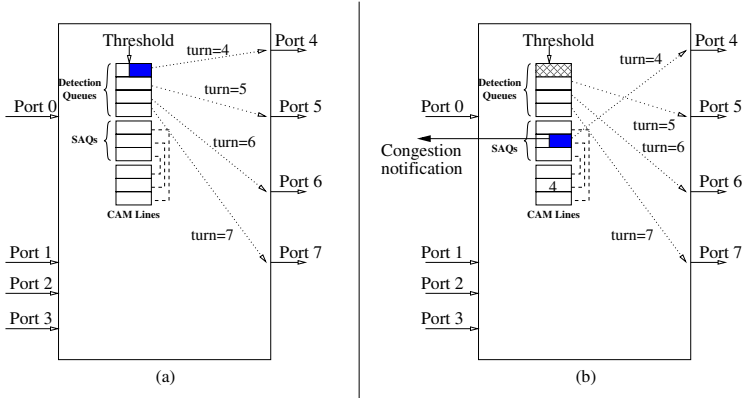 Threshold
turn=4
Port 4
Detection
Queues
turn=5
Port 0
Port 5
SAQs
turn=6
Port 6
CAM Lines
turn=7
Port 1
Port 7
Port 2
Port 3
(a)
Threshold
turn=4
Port 4
Detection
Queues
Port 0
Port 5
turn=5
Congestion
notification
SAQs
turn=6
4
Port 6
CAM Lines
turn=7
Port 1
Port 7
Port 2
Port 3
(b)